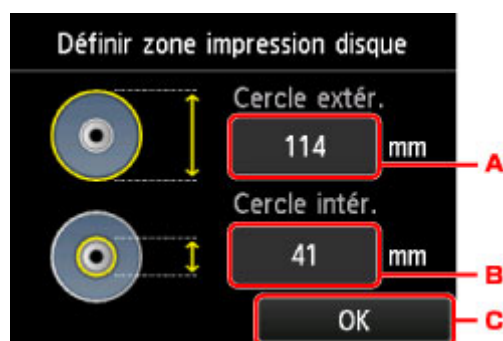 Définir zone impression disque
Cercle extér.
114 mm
A
Cercle intér.
41 mm
B
OK
C